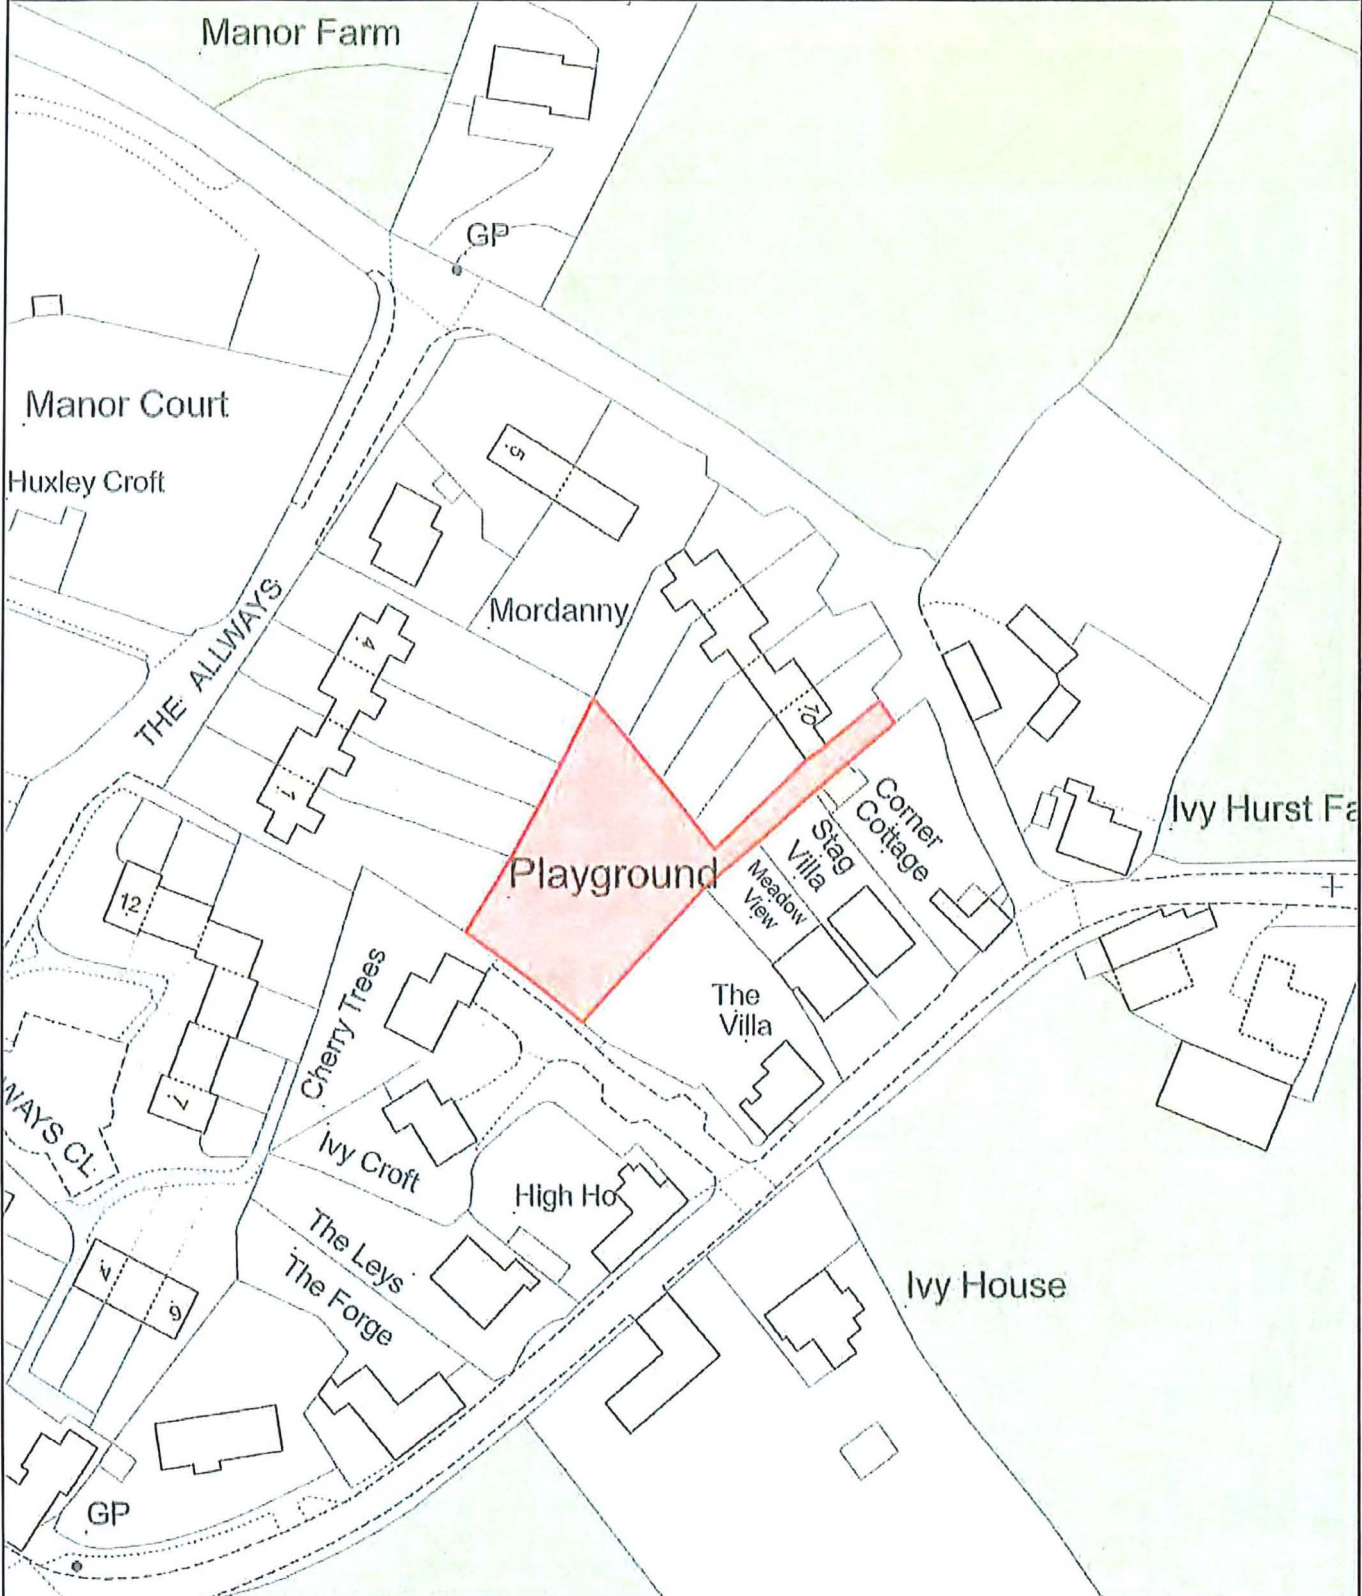 Manor Farm
GP
Manor Court
Huxley Croft
5
Mordanny
THE ALLWAYS
4
1
10
Playground
Corner
Cottage
Stag
Villa
Meadow
View
Ivy Hurst Fa
12
7
Cherry Trees
The
Villa
WAYS CL
Ivy Croft
High Ho
The Leys
The Forge
Ivy House
4
6
GP